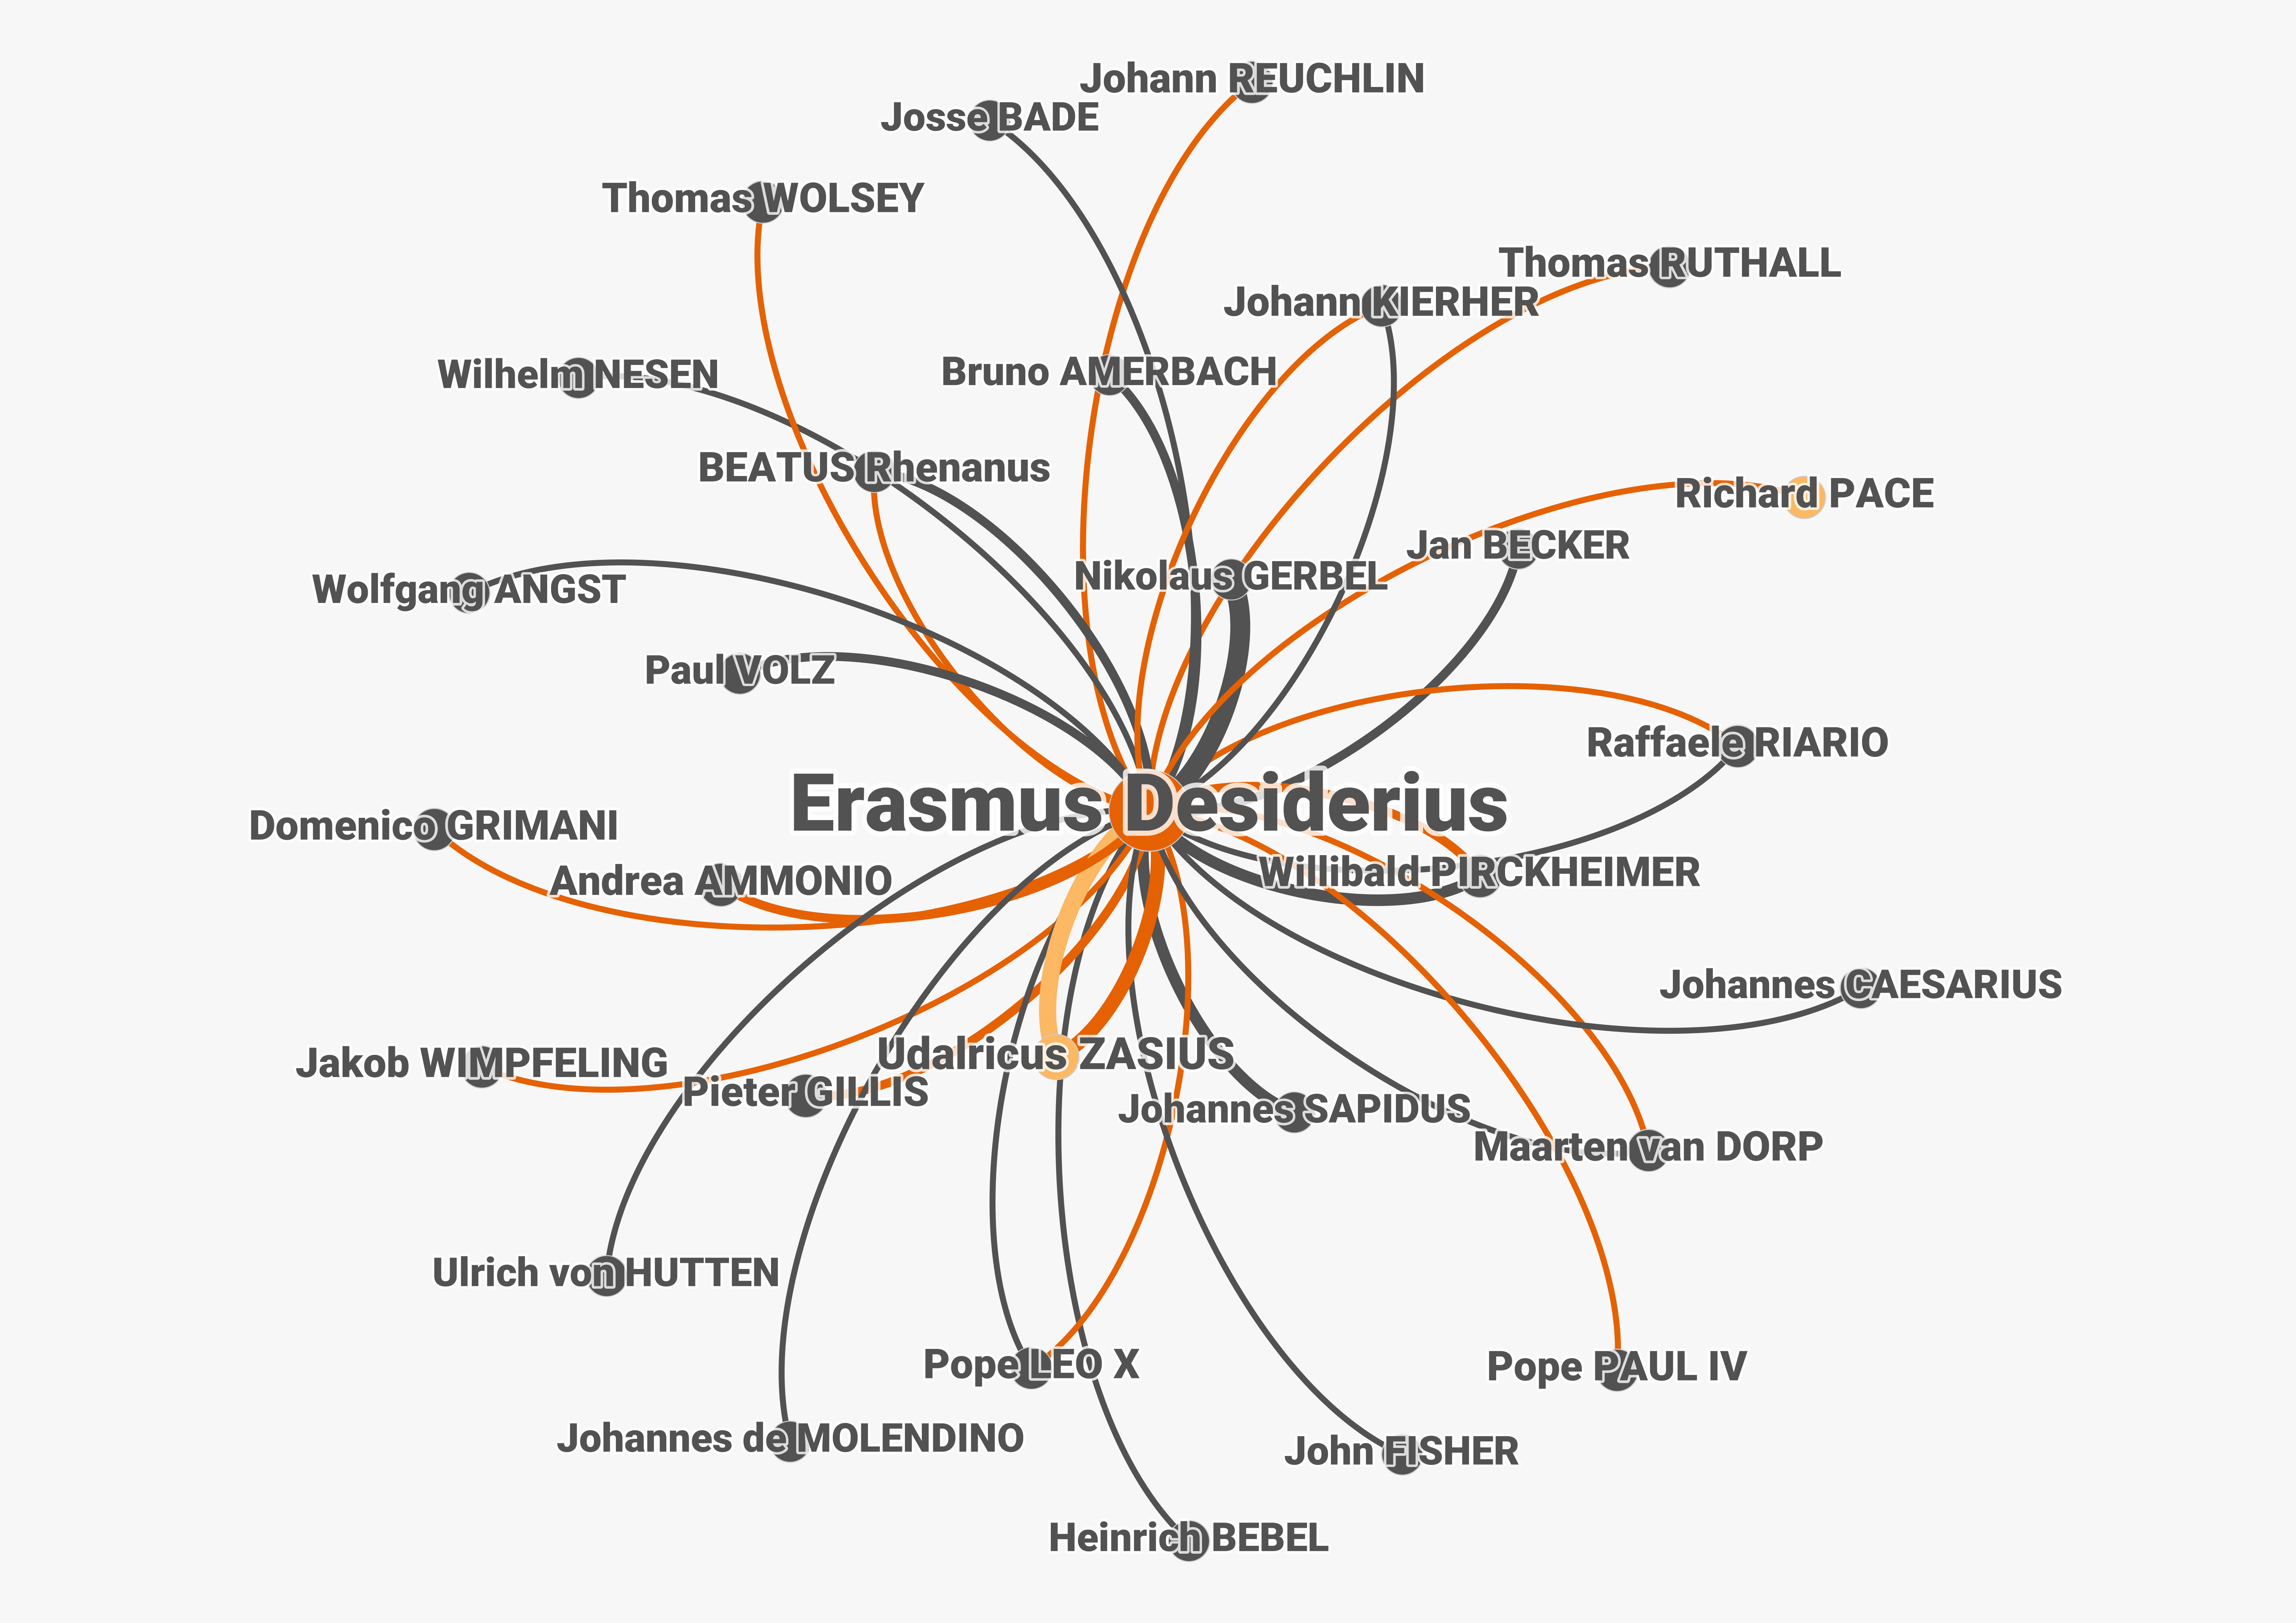 Johann REUCHLIN
Josse BADE
Thomas WOLSEY
Thomas RUTHALL
Johann KIERHER
Bruno AMERBACH
Wilhelm NESEN
BEATUS Rhenanus
Richard PACE
Jan BECKER
Nikolaus GERBEL
Wolfgang ANGST
Paul VOLZ
Raffaele RIARIO
Erasmus Desiderius
Domenico GRIMANI
Willibald PIRCKHEIMER
Andrea AMMONIO
Johannes CAESARIUS
Udalricus ZASIUS
Jakob WIMPFELING
Pieter GILLIS
Johannes SAPIDUS
Maarten van DORP
Ulrich von HUTTEN
Pope LEO X
Pope PAUL IV
Johannes de MOLENDINO
John FISHER
Heinrich BEBEL